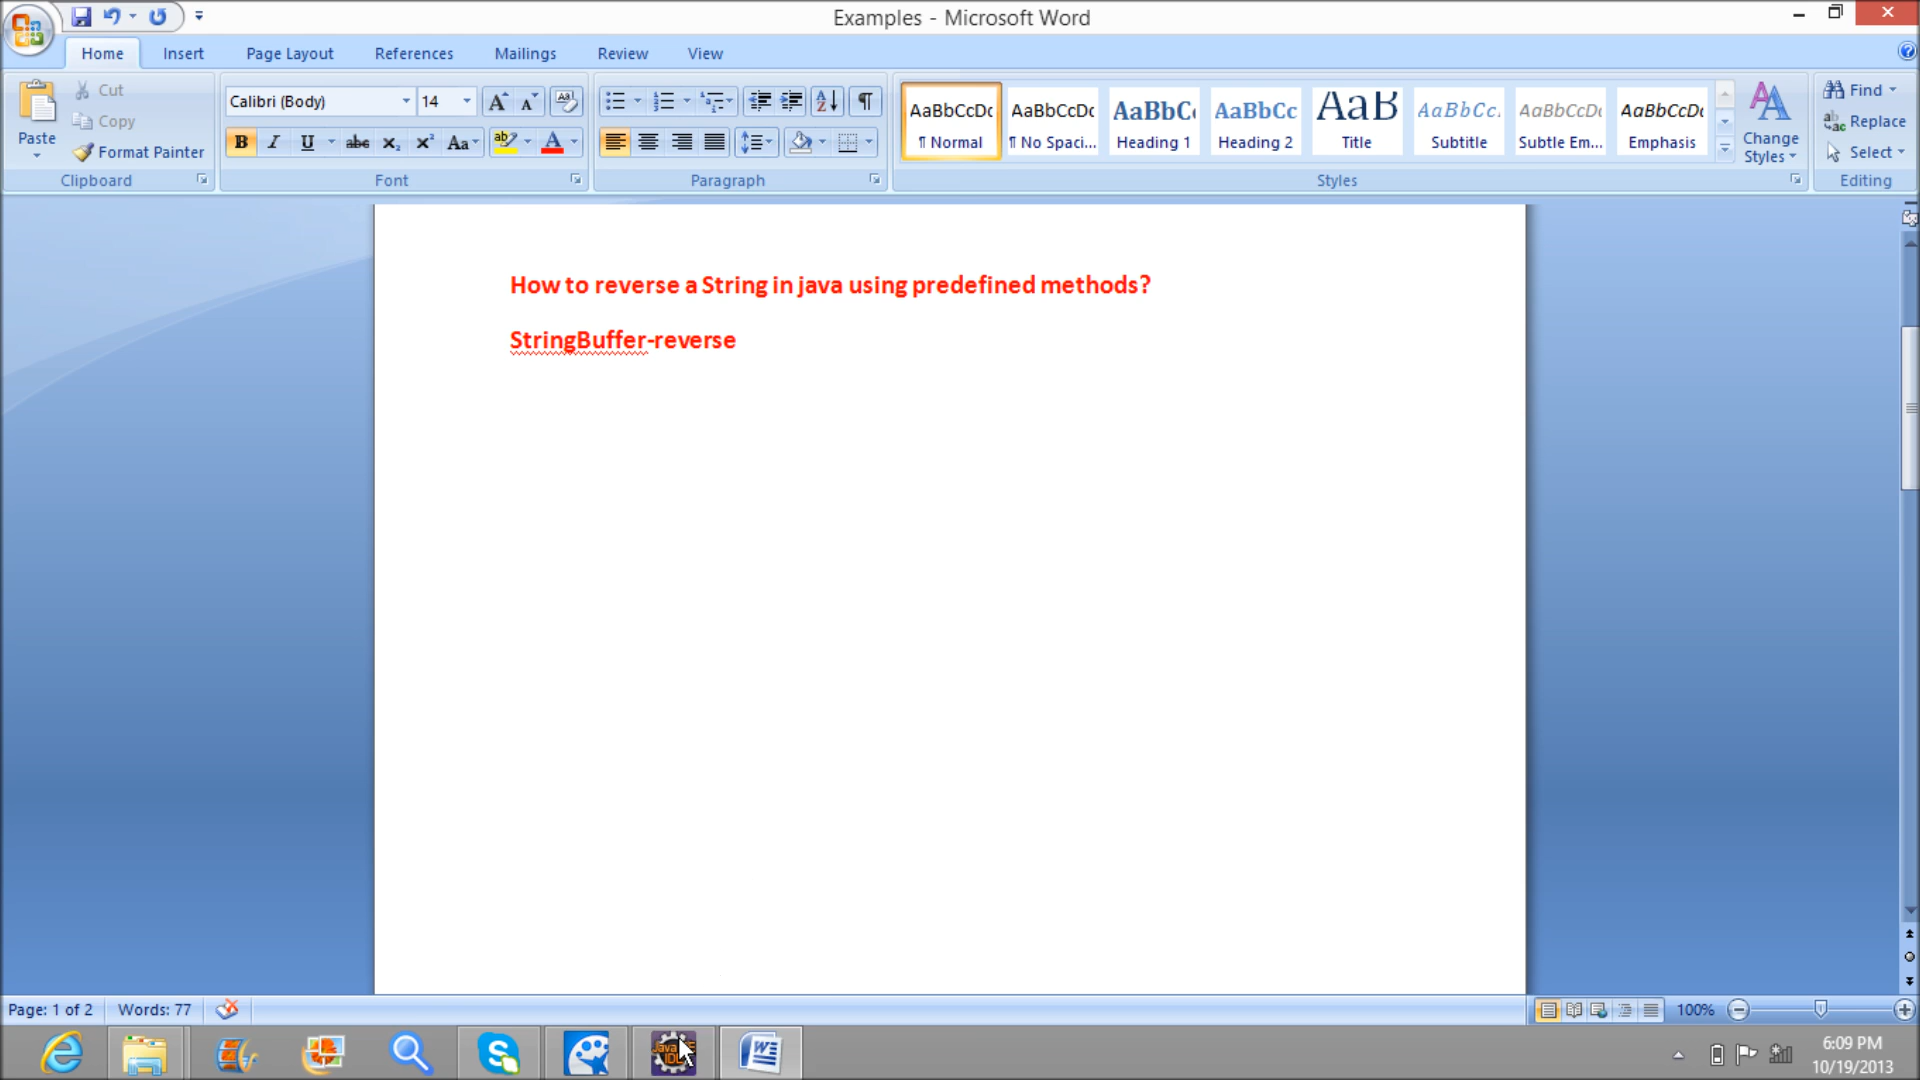 Examples - Microsoft Word
Home Insert Page Layout References Mailings Review View
Paste
Cut
Copy
Format Painter
Clipboard
Calibri (Body) 14
Font
Paragraph
AaBbCcDc AaBbCcDc AaBbC AaBbCc AaB AaBbCc. AaBbCcDc AaBbCcDc
¶ Normal ¶ No Spaci... Heading 1 Heading 2 Title Subtitle Subtle Em... Emphasis
Change Styles
Styles
Find
Replace
Select
Editing
How to reverse a String in java using predefined methods?
StringBuffer-reverse
Page: 1 of 2 Words: 77 100%
6:09 PM
10/19/2013